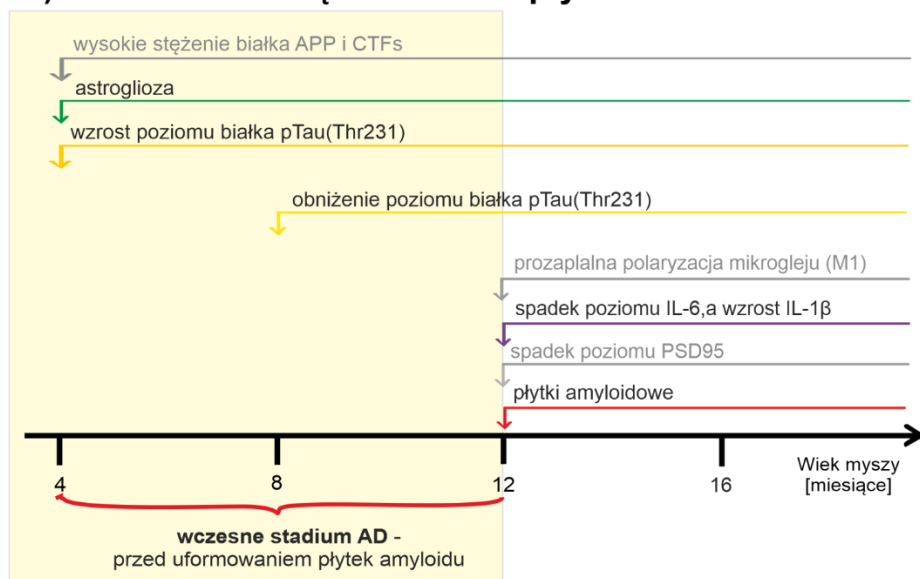 wysokie stężenie białka APP i CTFs
astroglioza
wzrost poziomu białka pTau(Thr231)
obniżenie poziomu białka pTau(Thr231)
prozaplalna polaryzacja mikrogleju (M1)
spadek poziomu IL-6,a wzrost IL-1β
spadek poziomu PSD95
płytki amyloidowe
4 8 12 16
Wiek myszy
[miesiące]
wczesne stadium AD -
przed uformowaniem płytek amyloidu